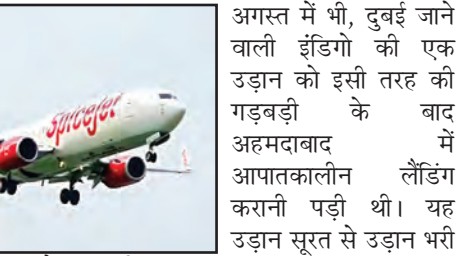 spicejet
अगस्त में भी, दुबई जाने
वाली इंडिगो की एक
उड़ान को इसी तरह की
गड़बड़ी के बाद
अहमदाबाद में
आपातकालीन लैंडिंग
करानी पड़ी थी। यह
उड़ान सूरत से उड़ान भरी